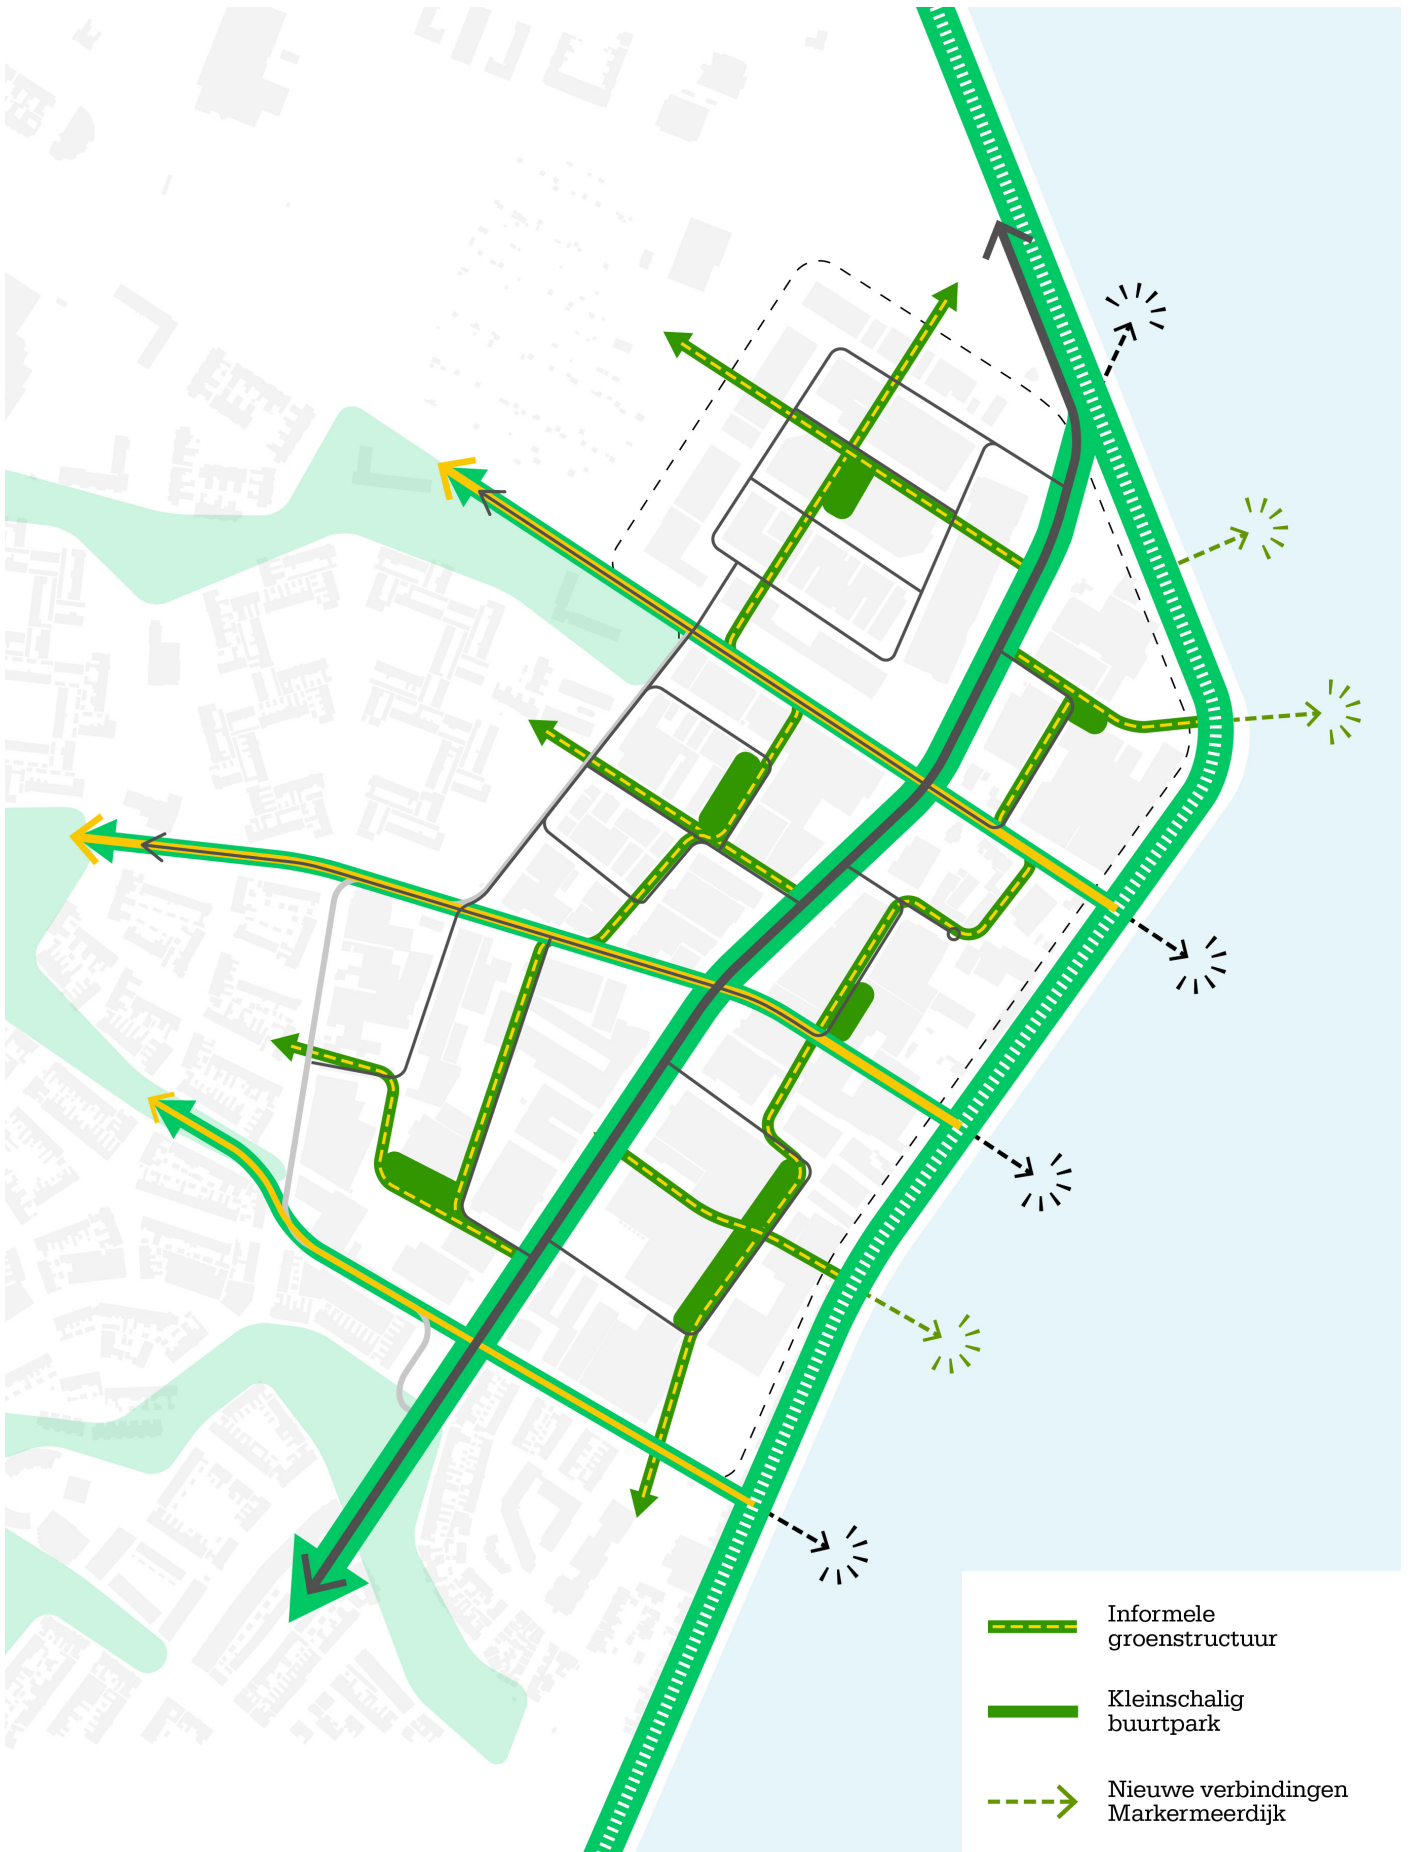 Informele
groenstructuur
Kleinschalig
buurtpark
Nieuwe verbindingen
Markermeerdijk